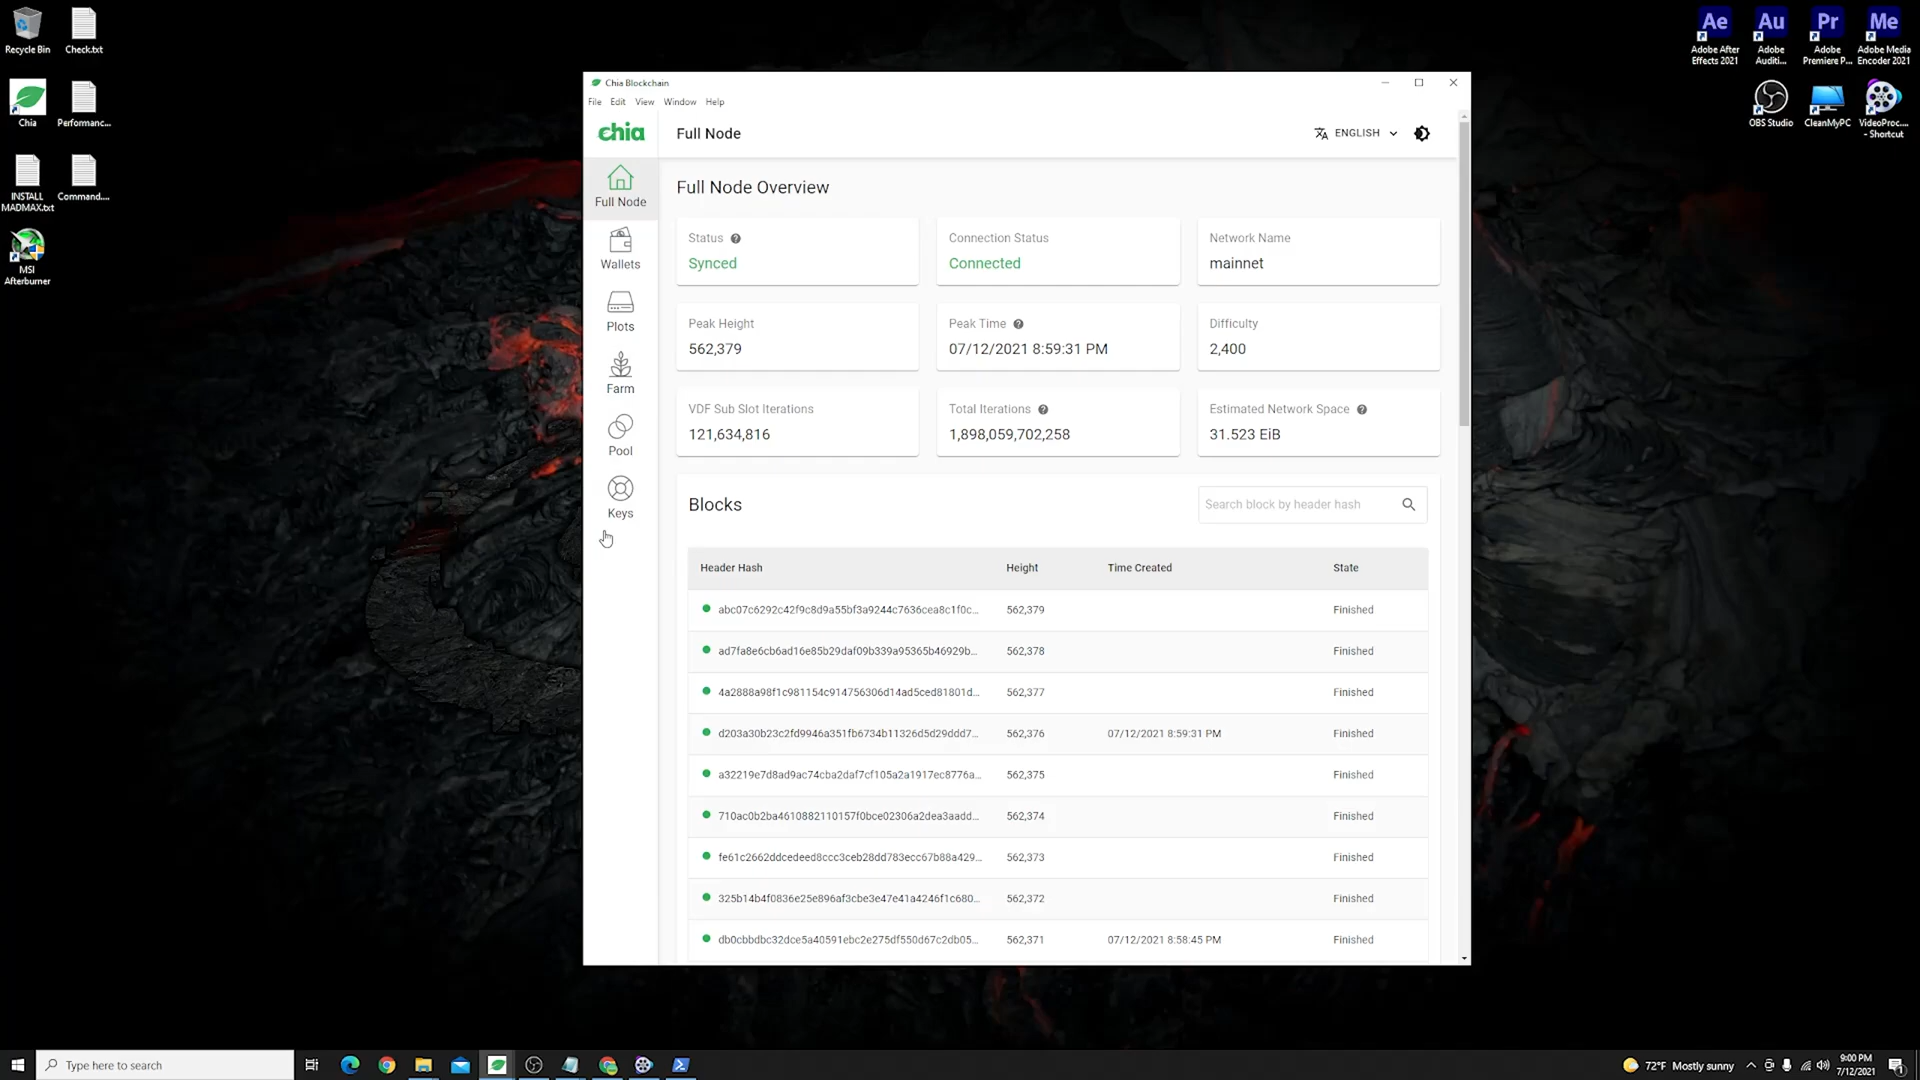 Recycle Bin
Check.txt
Chia
Performanc...
INSTALL
MADMAX.txt
Command....
MSI
Afterburner
Ae
Adobe After
Effects 2021
Au
Adobe
Auditi...
Pr
Adobe
Premiere P...
Me
Adobe Media
Encoder 2021
OBS Studio
CleanMyPC
VideoProc....
- Shortcut
Chia Blockchain
File Edit View Window Help
chia
Full Node
ENGLISH
Full Node
Wallets
Plots
Farm
Pool
Keys
Full Node Overview
Status
Synced
Connection Status
Connected
Network Name
mainnet
Peak Height
562,379
Peak Time
07/12/2021 8:59:31 PM
Difficulty
2,400
VDF Sub Slot Iterations
121,634,816
Total Iterations
1,898,059,702,258
Estimated Network Space
31.523 EiB
Blocks
Search block by header hash
Header Hash Height Time Created State
abc07c6292c42f9c8d9a55bf3a9244c7636cea8c1f0c... 562,379 Finished
ad7fa8e6cb6ad16e85b29daf09b339a95365b46929b... 562,378 Finished
4a2888a98f1c981154c914756306d14ad5ced81801d... 562,377 Finished
d203a30b23c2fd9946a351fb6734b11326d5d29ddd7... 562,376 07/12/2021 8:59:31 PM Finished
a32219e7d8ad9ac74cba2daf7cf105a2a1917ec8776a... 562,375 Finished
710ac0b2ba4610882110157f0bce02306a2dea3aadd... 562,374 Finished
fe61c2662ddcedeed8ccc3ceb28dd783ecc67b88a429... 562,373 Finished
325b14b4f0836e25e896af3cbe3e47e41a4246f1c680... 562,372 Finished
db0cbbdbc32dce5a40591ebc2e275df550d67c2db05... 562,371 07/12/2021 8:58:45 PM Finished
Type here to search
72°F Mostly sunny
9:00 PM
7/12/2021